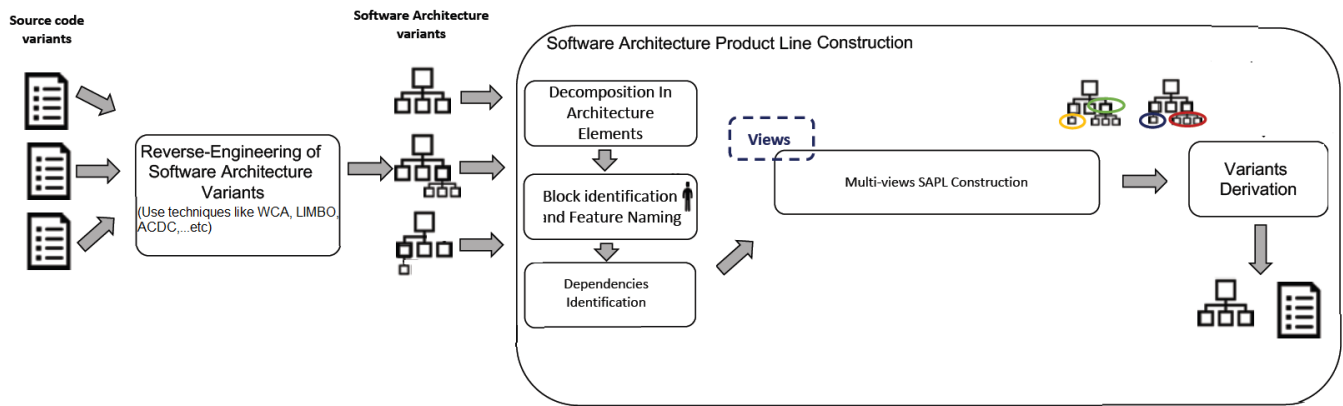 Source code
variants
Software Architecture
variants
Software Architecture Product Line Construction
Reverse-Engineering of
Software Architecture
Variants
(Use techniques like WCA, LIMBO,
ACDC,...etc)
Decomposition In
Architecture
Elements
Block identification
and Feature Naming
Dependencies
Identification
Views
Multi-views SAPL Construction
Variants
Derivation